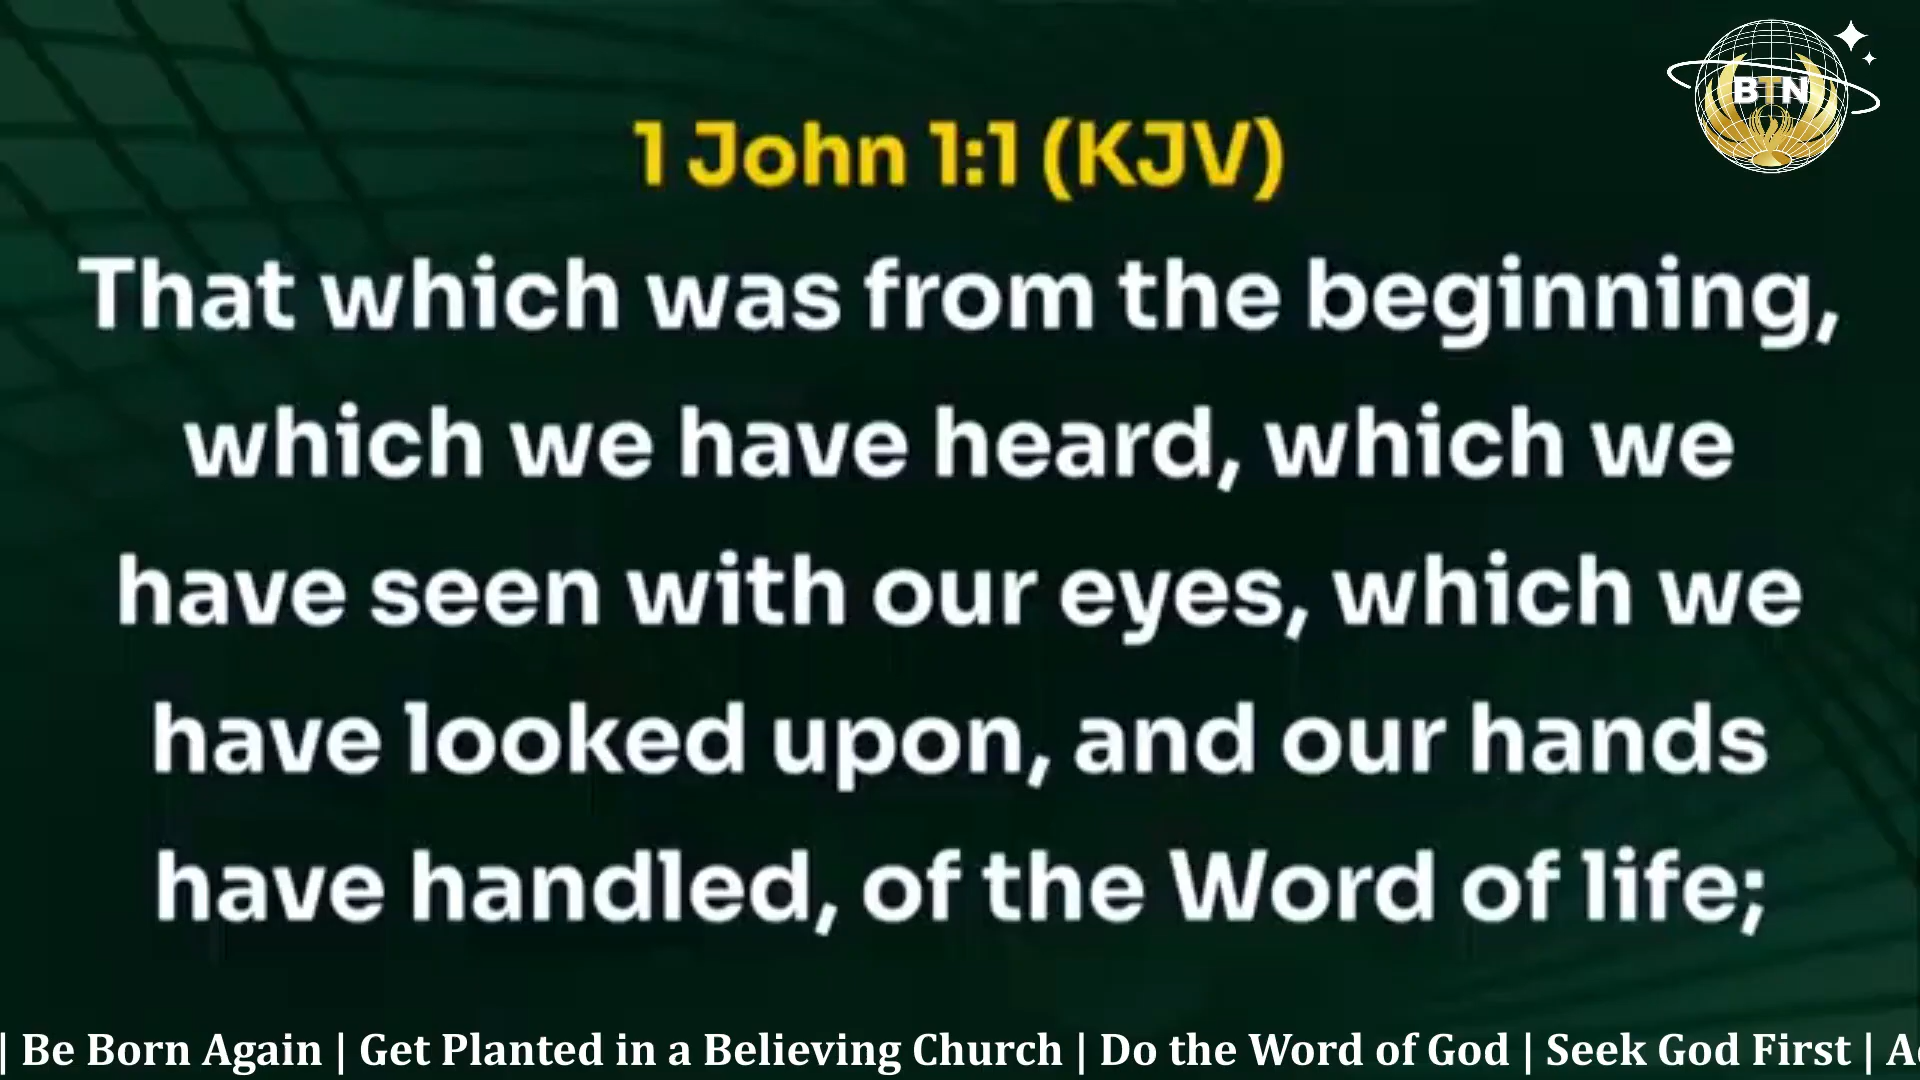 BTN
1 John 1:1 (KJV)
That which was from the beginning,
which we have heard, which we
have seen with our eyes, which we
have looked upon, and our hands
have handled, of the Word of life;
| Be Born Again | Get Planted in a Believing Church | Do the Word of God | Seek God First |